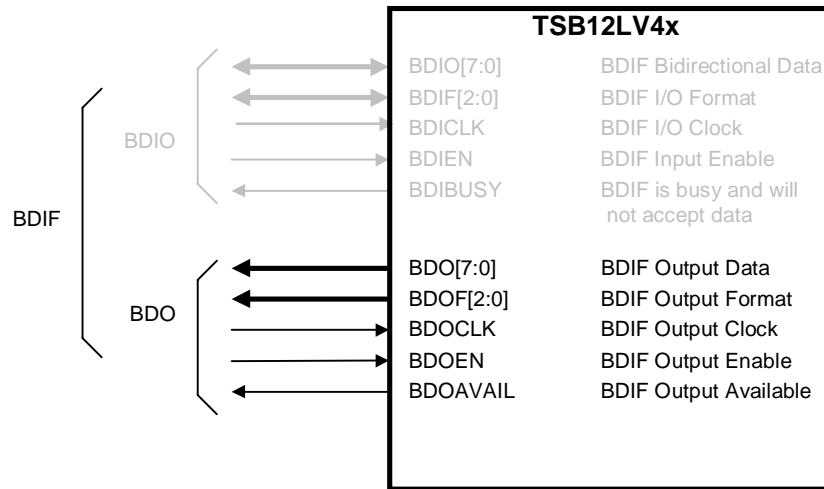 TSB12LV4x
BDIO[7:0] BDIF Bidirectional Data
BDIF[2:0] BDIF I/O Format
BDICLK BDIF I/O Clock
BDIO
BDIEN BDIF Input Enable
BDIBUSY BDIF is busy and will
not accept data
BDIF
BDO[7:0] BDIF Output Data
BDOF[2:0] BDIF Output Format
BDO
BDOCLK BDIF Output Clock
BDOEN BDIF Output Enable
BDOAVAIL BDIF Output Available